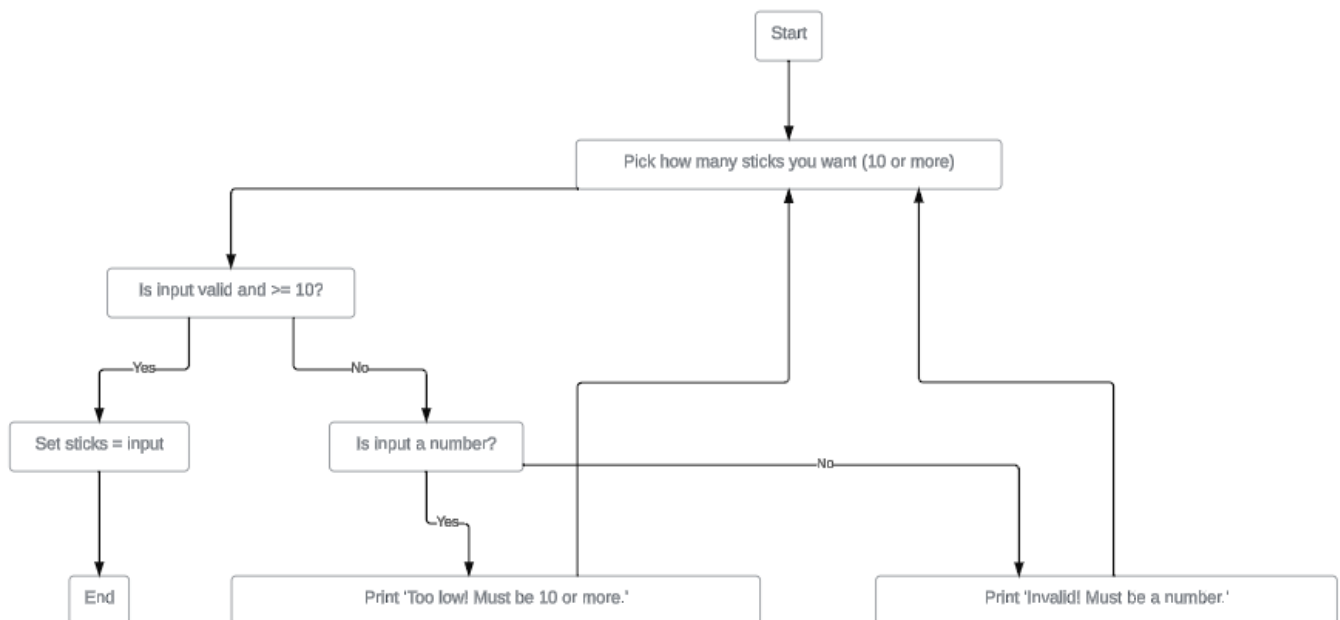 Start
Pick how many sticks you want (10 or more)
Is input valid and >= 10?
Yes
No
Set sticks = input
Is input a number?
No
Yes
End
Print 'Too low! Must be 10 or more.'
Print 'Invalid! Must be a number.'